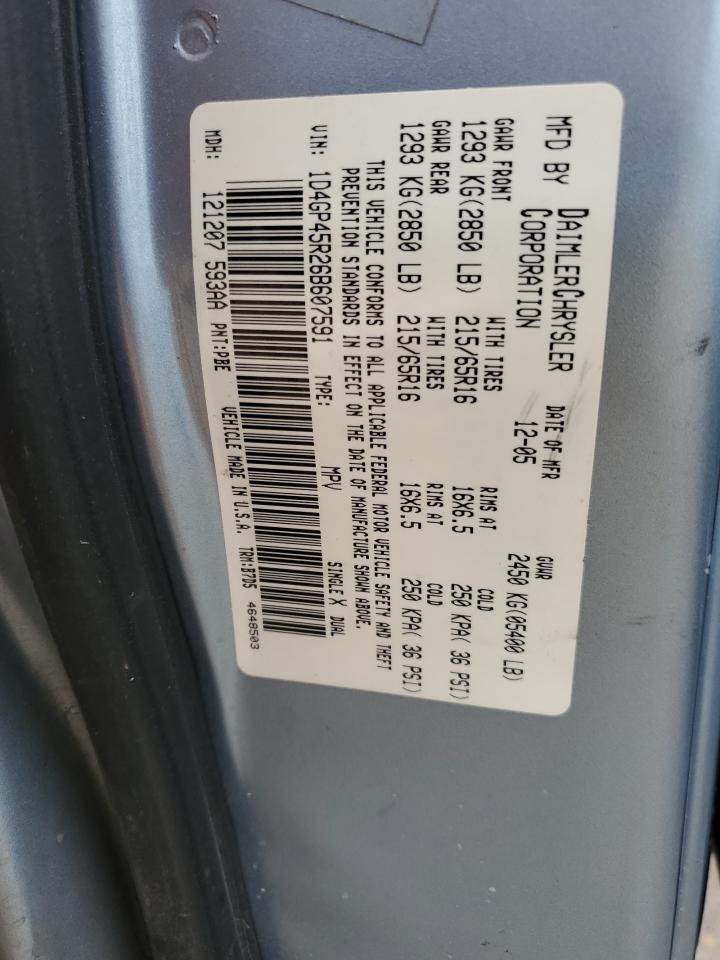 MFD BY DAIMLERCHRYSLER CORPORATION DATE OF MFR 12-05 GVWR 2450 KG(05400 LB)
GAWR FRONT WITH TIRES RIMS AT COLD
1293 KG(2850 LB) 215/65R16 16X6.5 250 KPA( 36 PSI)
GAWR REAR WITH TIRES RIMS AT COLD
1293 KG(2850 LB) 215/65R16 16X6.5 250 KPA( 36 PSI)
THIS VEHICLE CONFORMS TO ALL APPLICABLE FEDERAL MOTOR VEHICLE SAFETY AND THEFT
PREVENTION STANDARDS IN EFFECT ON THE DATE OF MANUFACTURE SHOWN ABOVE.
VIN: 1D4GP45R26B607591 TYPE: MPV SINGLE X DUAL
MDH: 121207 593AA PNT:PBE VEHICLE MADE IN U.S.A. TRM:B7D5 4648503